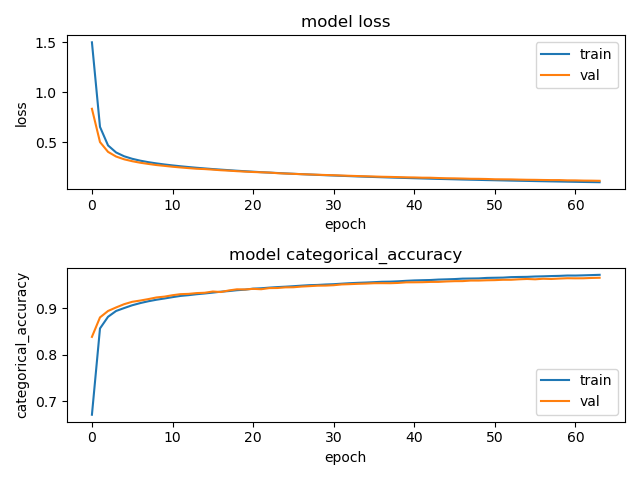 model loss
1.5
1.0
0.5
loss
train
val
0 10 20 30 40 50 60
epoch
model categorical_accuracy
0.9
0.8
0.7
categorical_accuracy
train
val
0 10 20 30 40 50 60
epoch